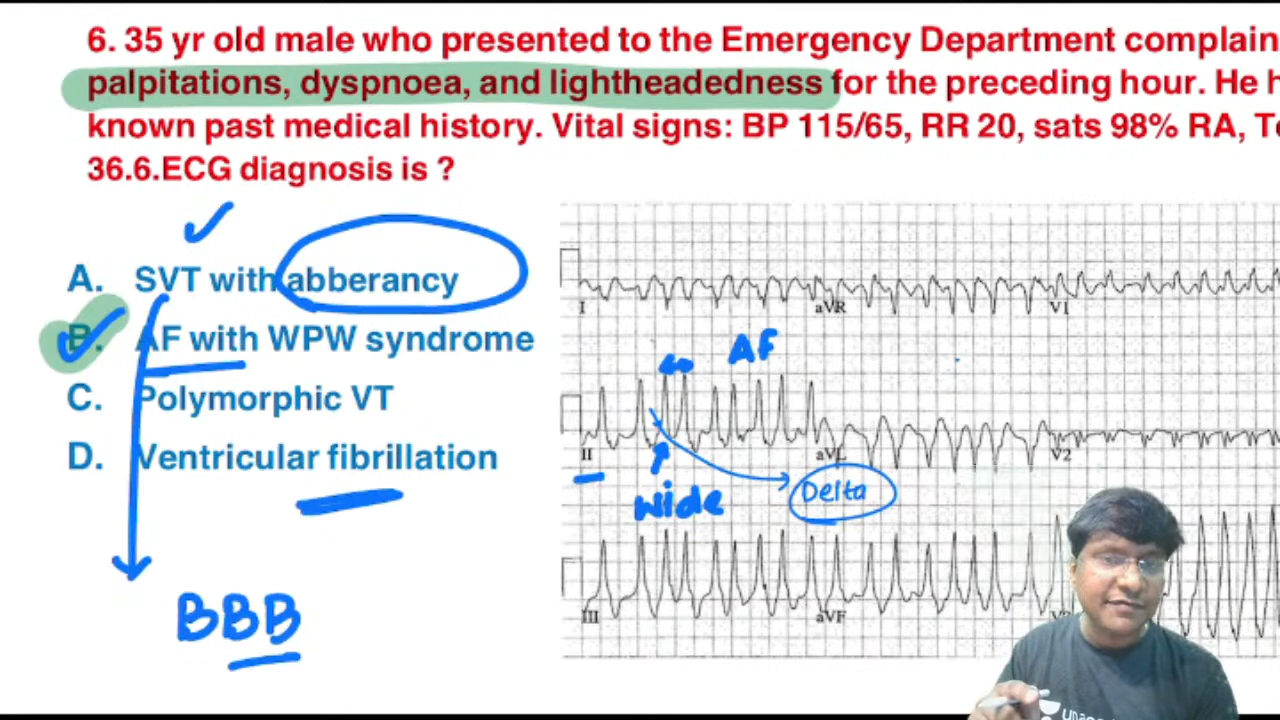 6. 35 yr old male who presented to the Emergency Department complain
palpitations, dyspnoea, and lightheadedness for the preceding hour. He h
known past medical history. Vital signs: BP 115/65, RR 20, sats 98% RA, Te
36.6.ECG diagnosis is ?
A. SVT with abberancy
B. AF with WPW syndrome
C. Polymorphic VT
D. Ventricular fibrillation
BBB
I aVR V1
AF
II aVL V2
Wide Delta
III aVF